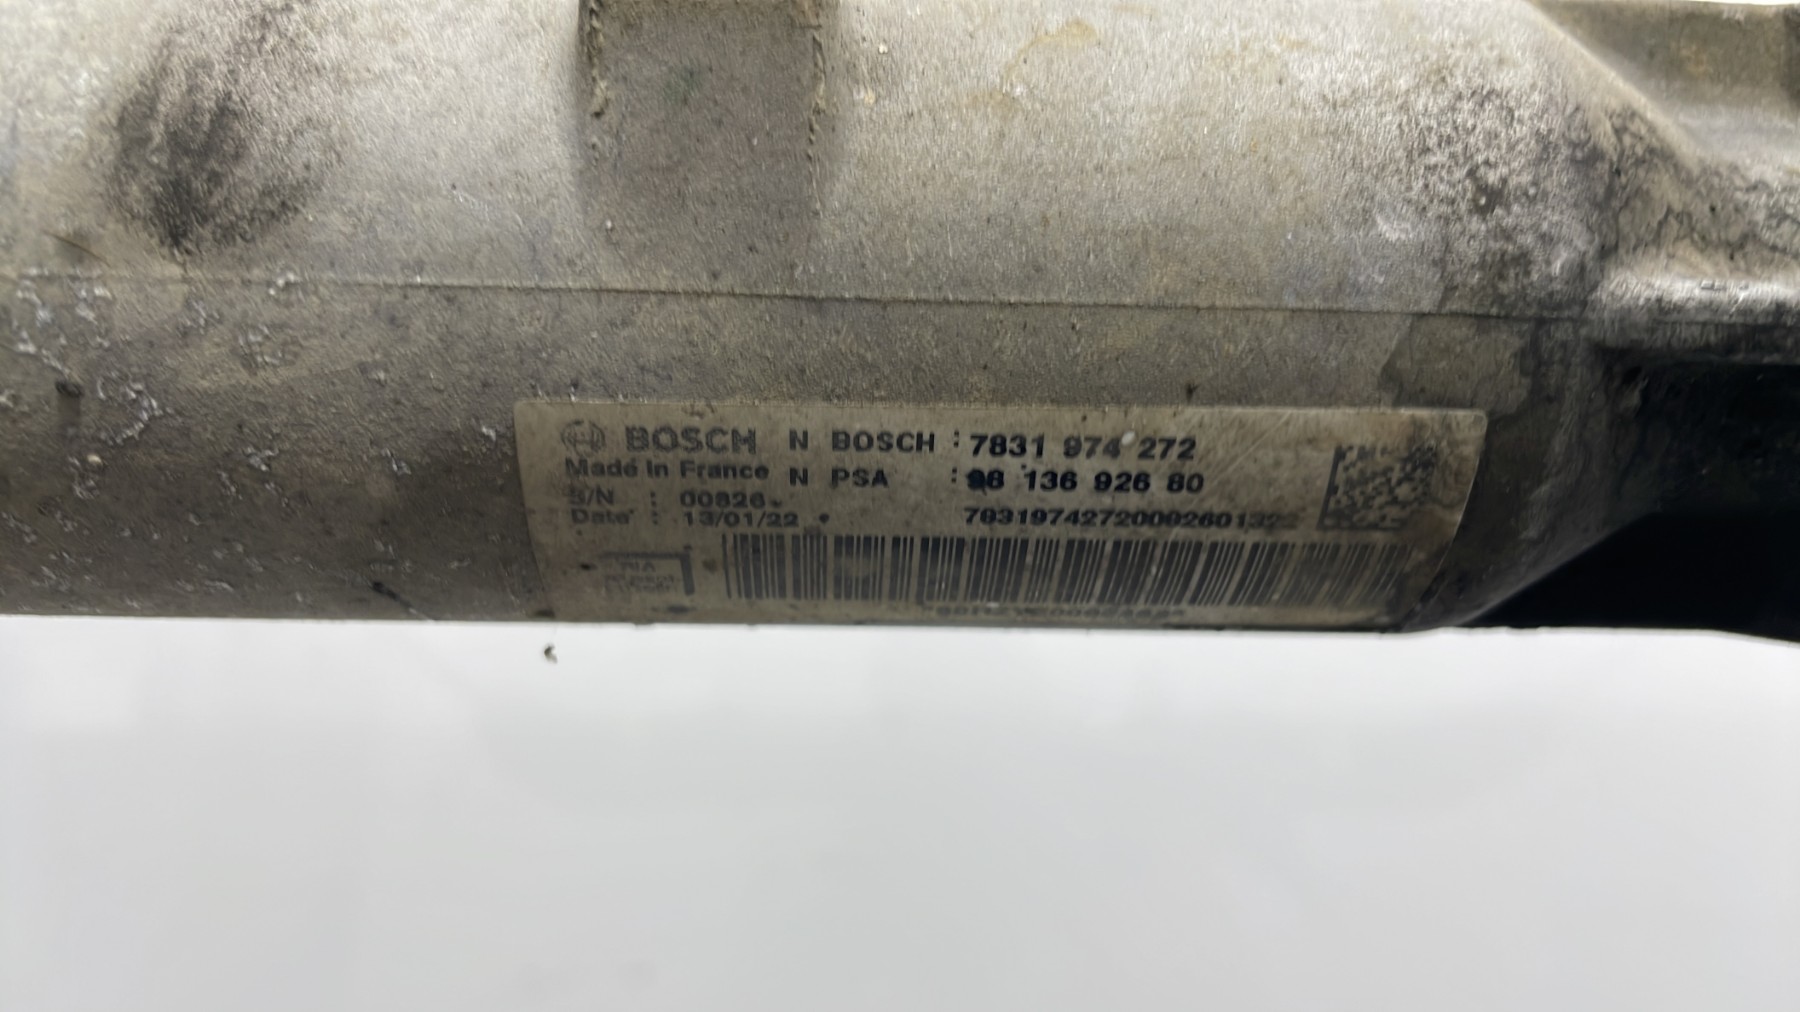 BOSCH N BOSCH : 7831 974 272
Made in France N PSA : 98 136 926 80
S/N : 00826
Date : 13/01/22